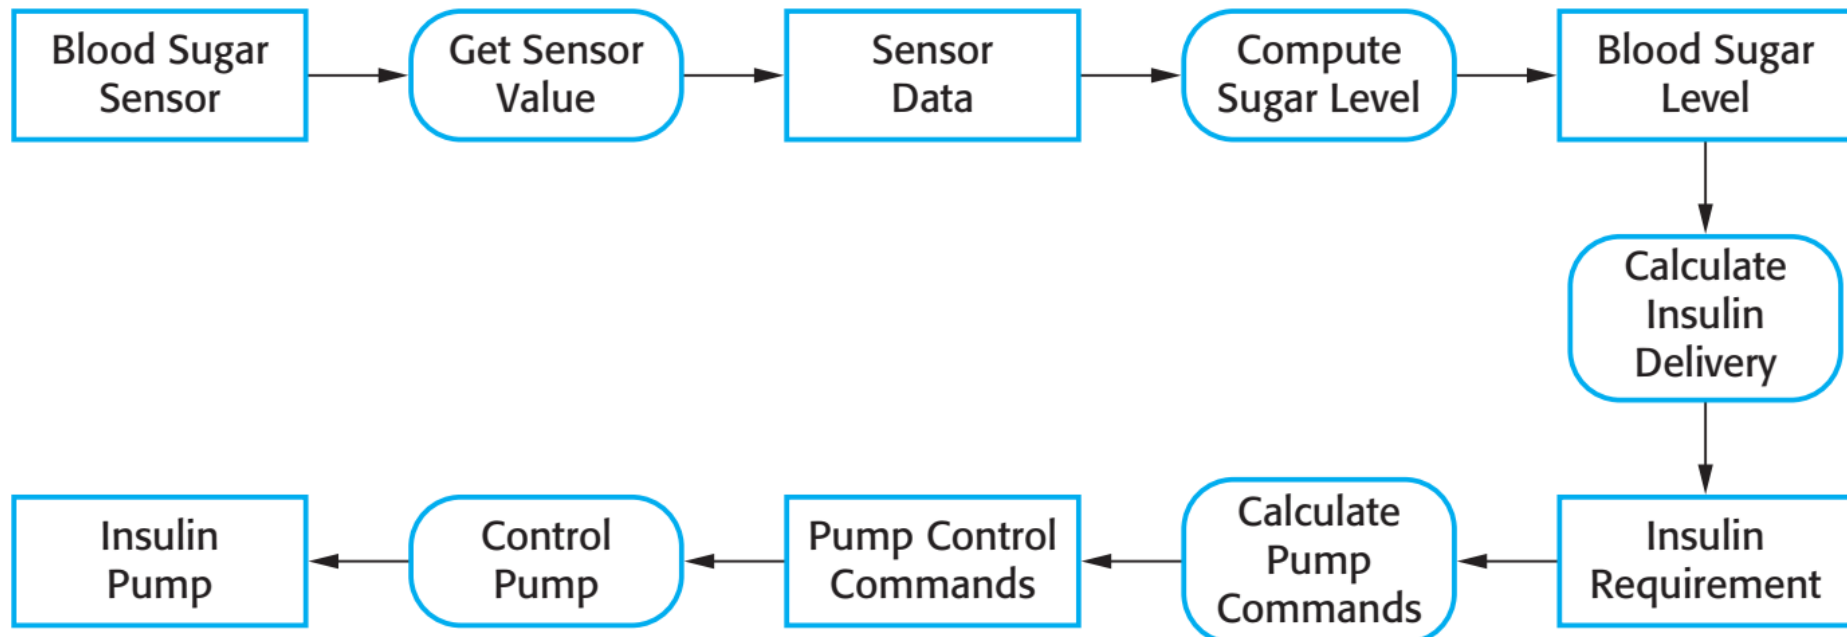 Blood Sugar
Sensor
Get Sensor
Value
Sensor
Data
Compute
Sugar Level
Blood Sugar
Level
Calculate
Insulin
Delivery
Insulin
Requirement
Calculate
Pump
Commands
Pump Control
Commands
Control
Pump
Insulin
Pump